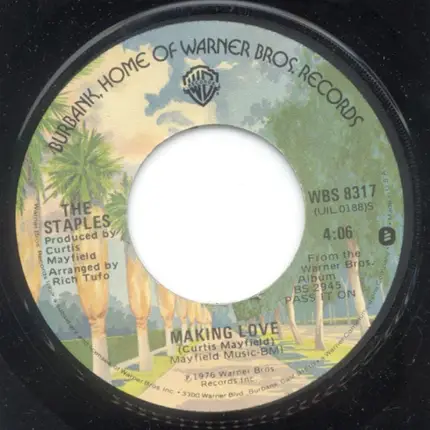 BURBANK, HOME OF WARNER BROS. RECORDS
THE
STAPLES
Produced by
Curtis
Mayfield
Arranged by
Rich Tufo
WBS 8317
(UIL 0188)S
4:06
From the
Warner Bros.
Album
BS 2945
PASS IT ON
MAKING LOVE
(Curtis Mayfield)
Mayfield Music-BMI
℗1976 Warner Bros.
Records Inc.